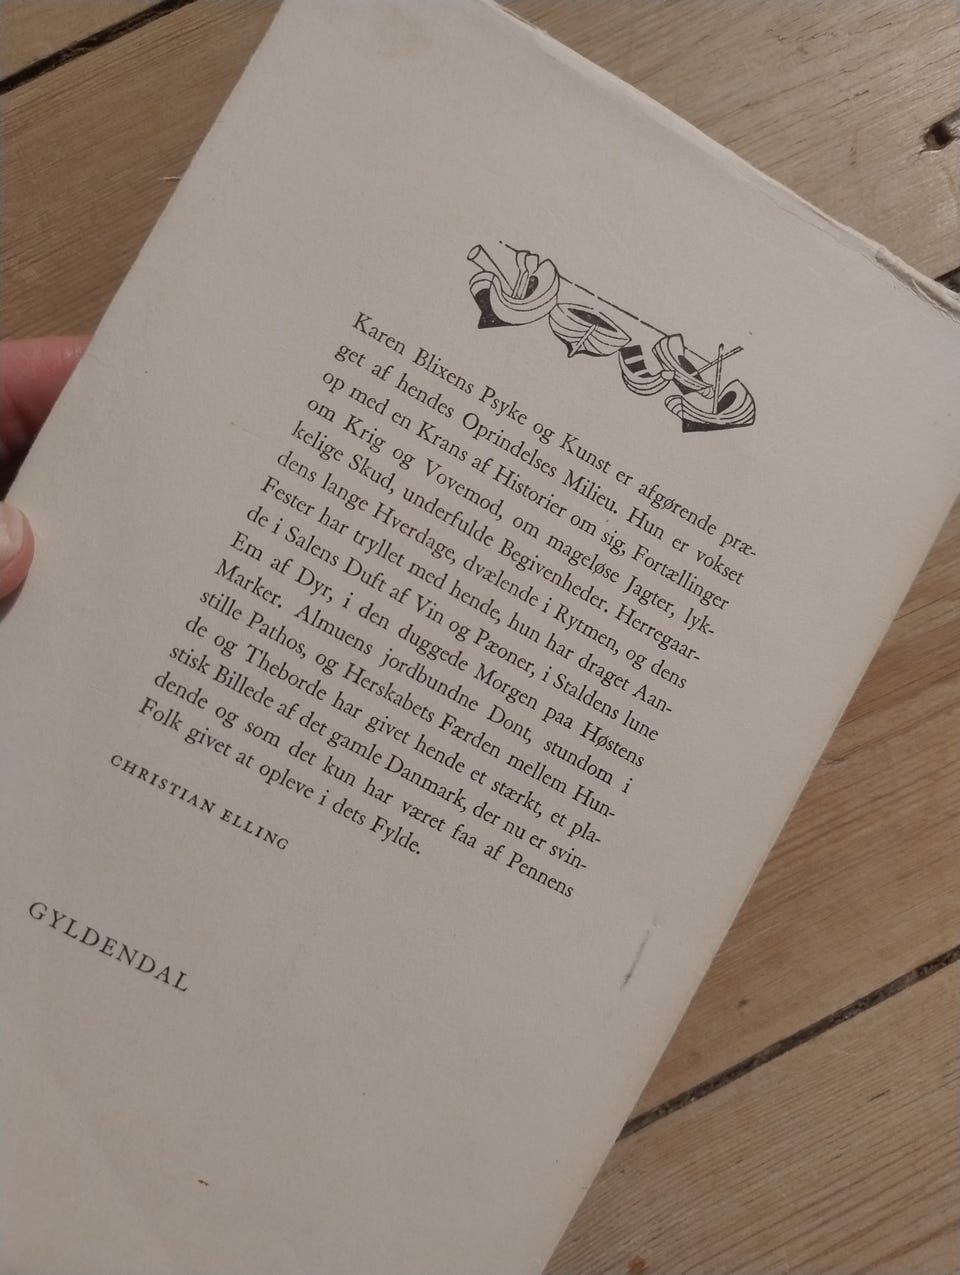 Karen Blixens Psyke og Kunst er afgørende præ-
get af hendes Oprindelses Milieu. Hun er vokset
op med en Krans af Historier om sig, Fortællinger
om Krig og Vovemod, om mageløse Jagter, lyk-
kelige Skud, underfulde Begivenheder. Herregaar-
dens lange Hverdage, dvælende i Rytmen, og dens
Fester har tryllet med hende, hun har draget Aan-
de i Salens Duft af Vin og Pæoner, i Staldens lune
Em af Dyr, i den duggede Morgen paa Høstens
Marker. Almuens jordbundne Dont, stundom i
stille Pathos, og Herskabets Færden mellem Hun-
de og Theborde har givet hende et stærkt, et pla-
stisk Billede af det gamle Danmark, der nu er svin-
dende og som det kun har været faa af Pennens
Folk givet at opleve i dets Fylde.
CHRISTIAN ELLING
GYLDENDAL